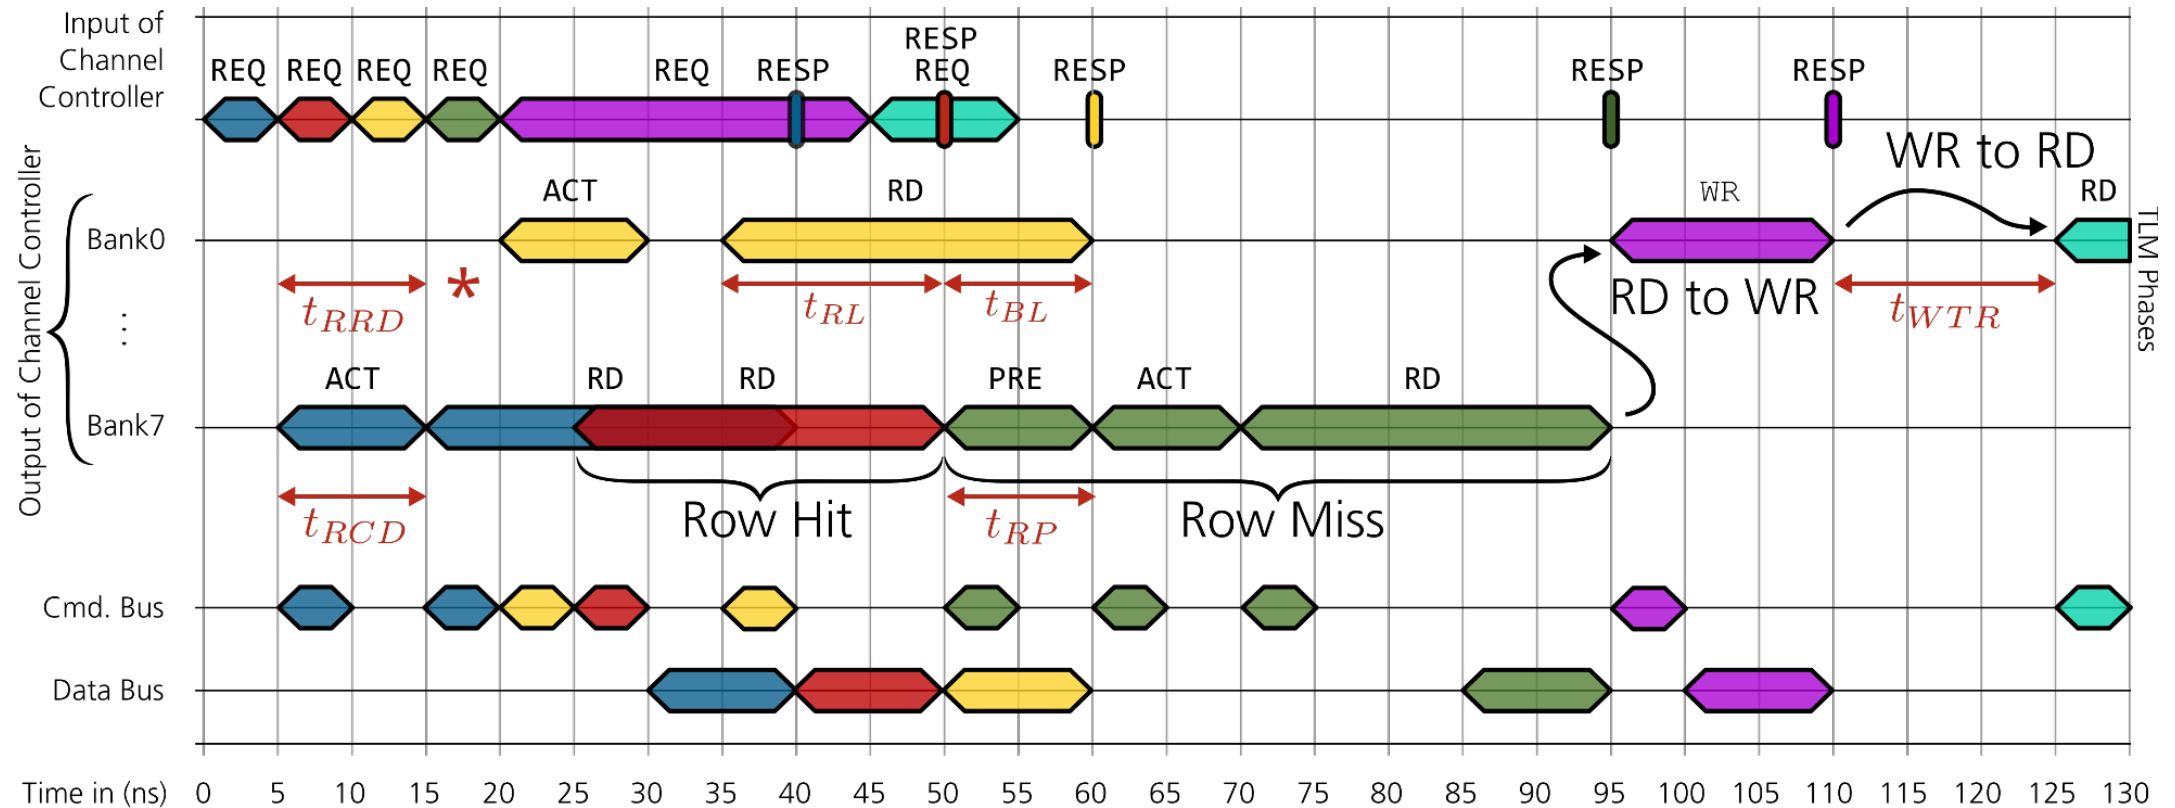 Input of
Channel
Controller
REQ REQ REQ REQ REQ RESP RESP REQ RESP RESP RESP
Output of Channel Controller
WR to RD
ACT RD WR RD
Bank0
TLM Phases
tRRD * tRL tBL RD to WR tWTR
⋮
ACT RD RD PRE ACT RD
Bank7
tRCD Row Hit tRP Row Miss
Cmd. Bus
Data Bus
Time in (ns) 0 5 10 15 20 25 30 35 40 45 50 55 60 65 70 75 80 85 90 95 100 105 110 115 120 125 130